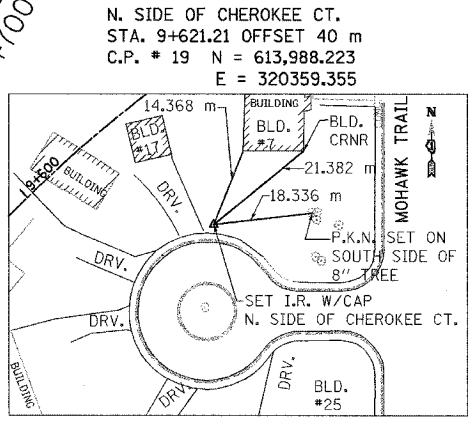 +700
N. SIDE OF CHEROKEE CT.
STA. 9+621.21 OFFSET 40 m
C.P. # 19 N = 613,988.223
E = 320359.355
14.368 m
BUILDING
BLD.
#7
BLD.
CRNR
MOHAWK TRAIL
N
BLD.
#17
21.382 m
9+600
BUILDING
18.336 m
DRV.
P.K.N. SET ON
SOUTH SIDE OF
8" TREE
DRV.
SET I.R. W/CAP
N. SIDE OF CHEROKEE CT.
DRV.
BUILDING
DRV.
DRV.
BLD.
#25